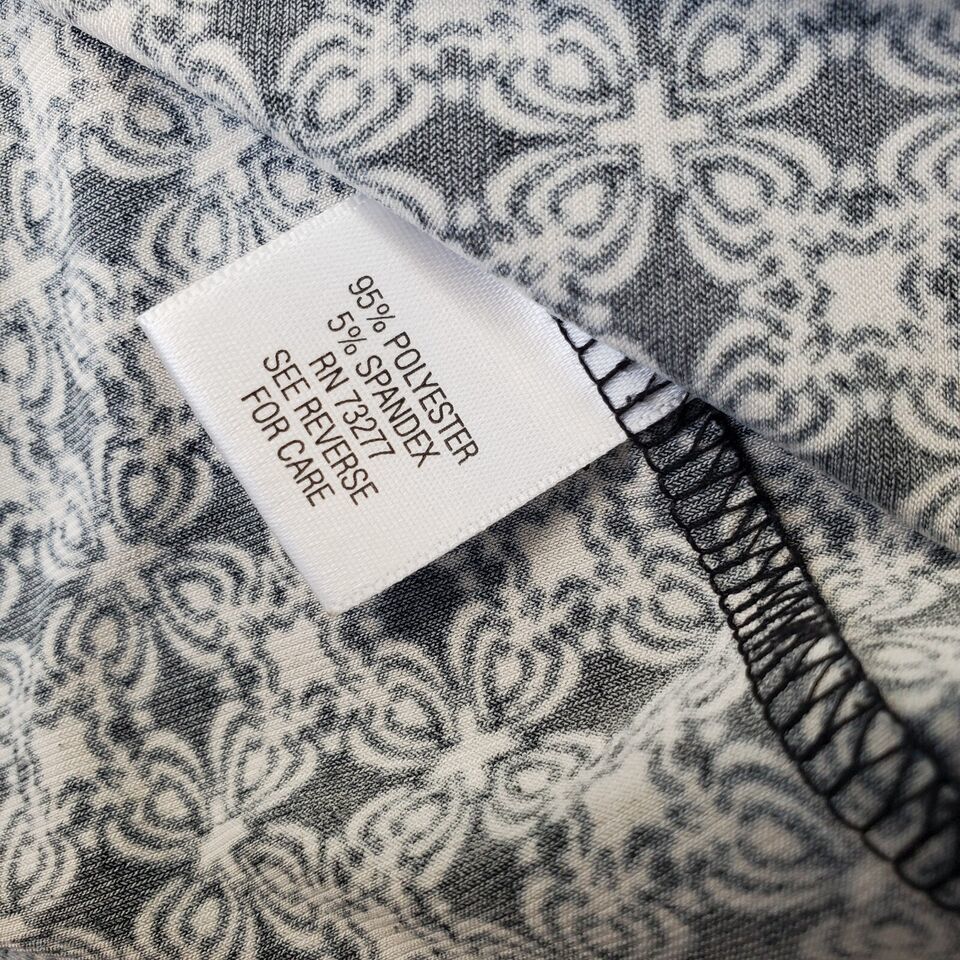 95% POLYESTER
5% SPANDEX
RN 73277
SEE REVERSE
FOR CARE